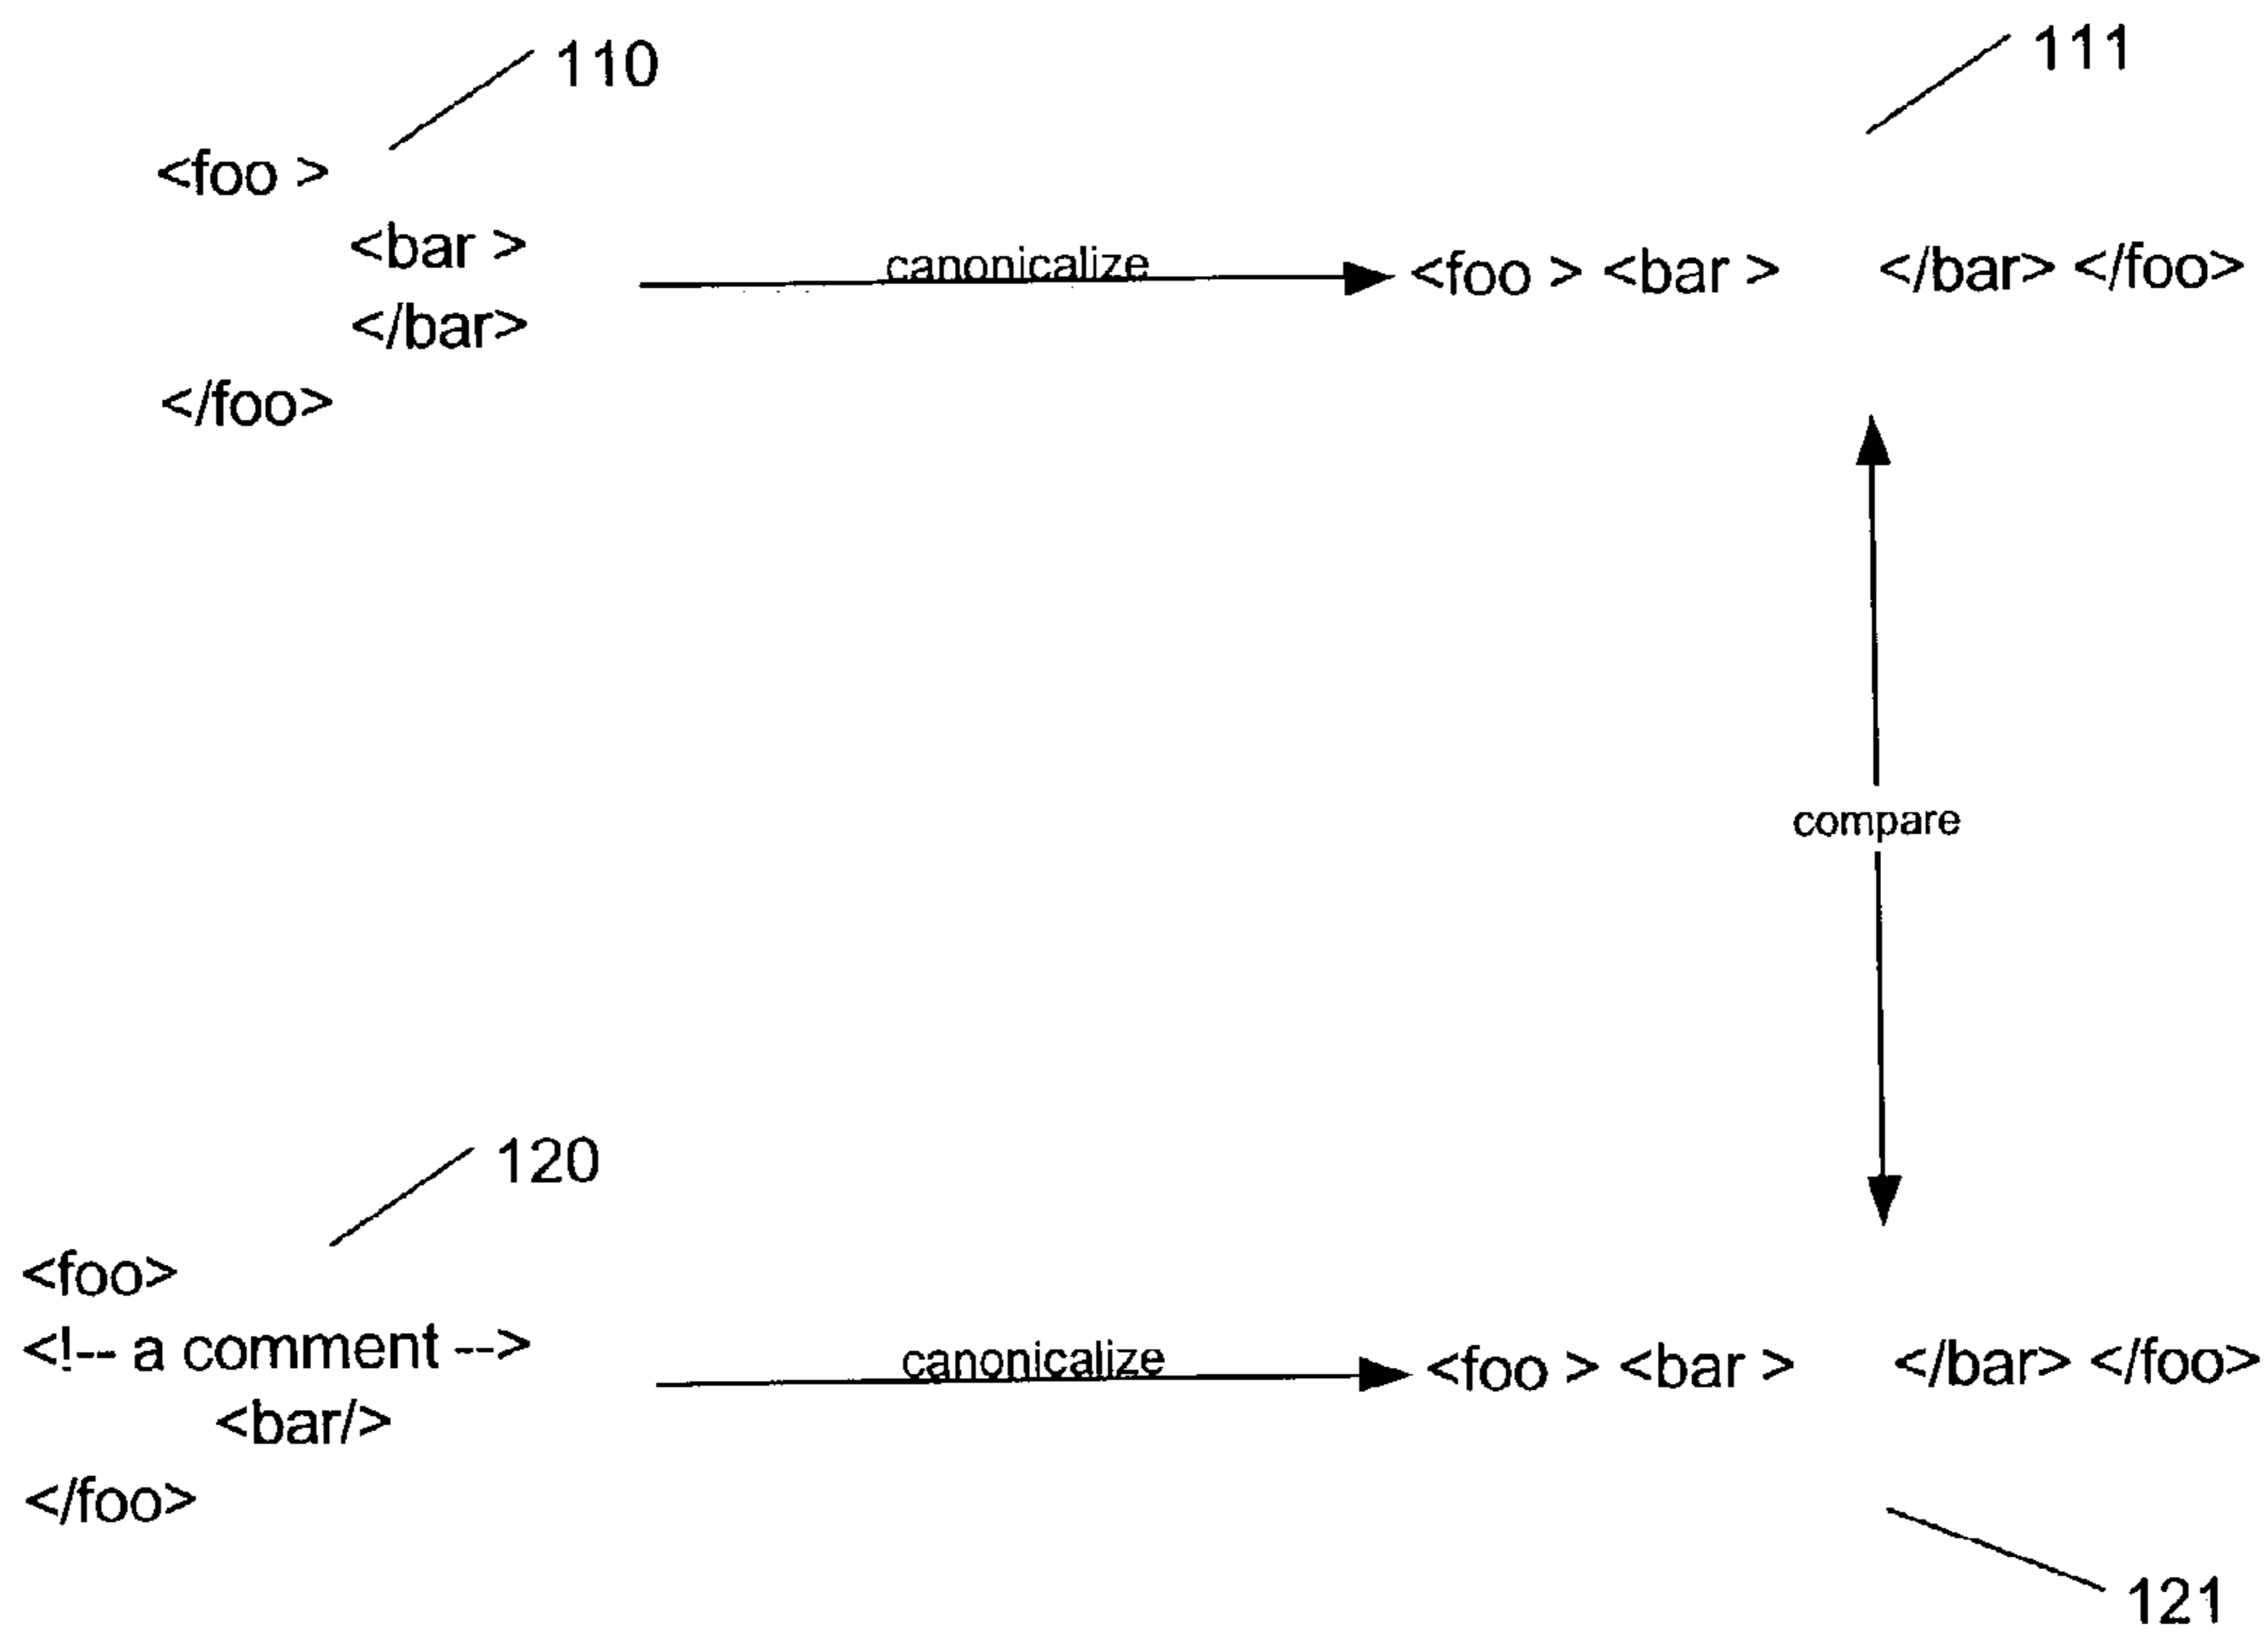 110
<foo >
<bar >
</bar>
</foo>
canonicalize
111
<foo > <bar > </bar> </foo>
compare
120
<foo>
<!-- a comment -->
<bar/>
</foo>
canonicalize
<foo > <bar > </bar> </foo>
121